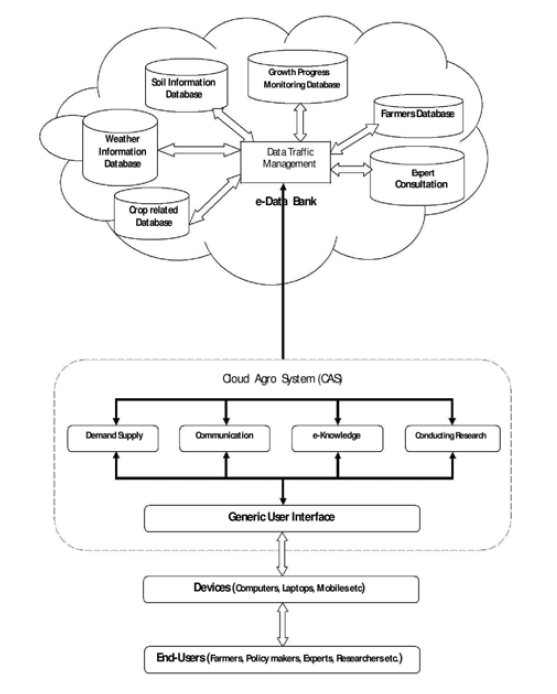 Growth Progress
Monitoring Database
Soil Information
Database
Farmers Database
Weather
Information
Database
Data Traffic
Management
Expert
Consultation
e-Data Bank
Crop related
Database
Cloud Agro System (CAS)
Demand Supply
Communication
e-Knowledge
Conducting Research
Generic User Interface
Devices (Computers, Laptops, Mobiles etc)
End-Users (Farmers, Policy makers, Experts, Researchers etc.)